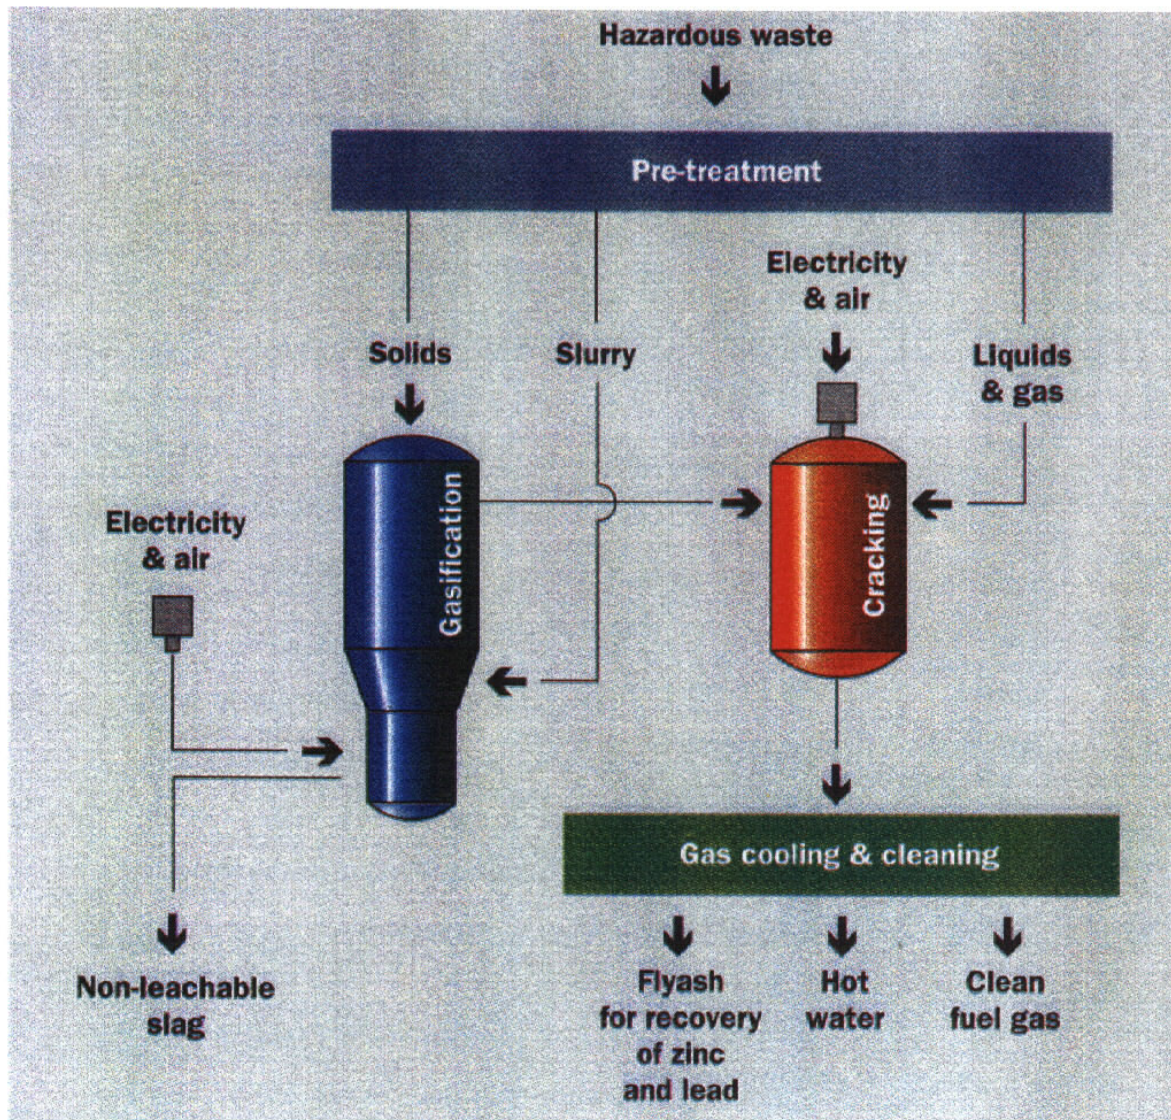 Hazardous waste
Pre-treatment
Electricity
& air
Solids
Slurry
Liquids
& gas
Gasification
Cracking
Electricity
& air
Gas cooling & cleaning
Non-leachable
slag
Flyash
for recovery
of zinc
and lead
Hot
water
Clean
fuel gas